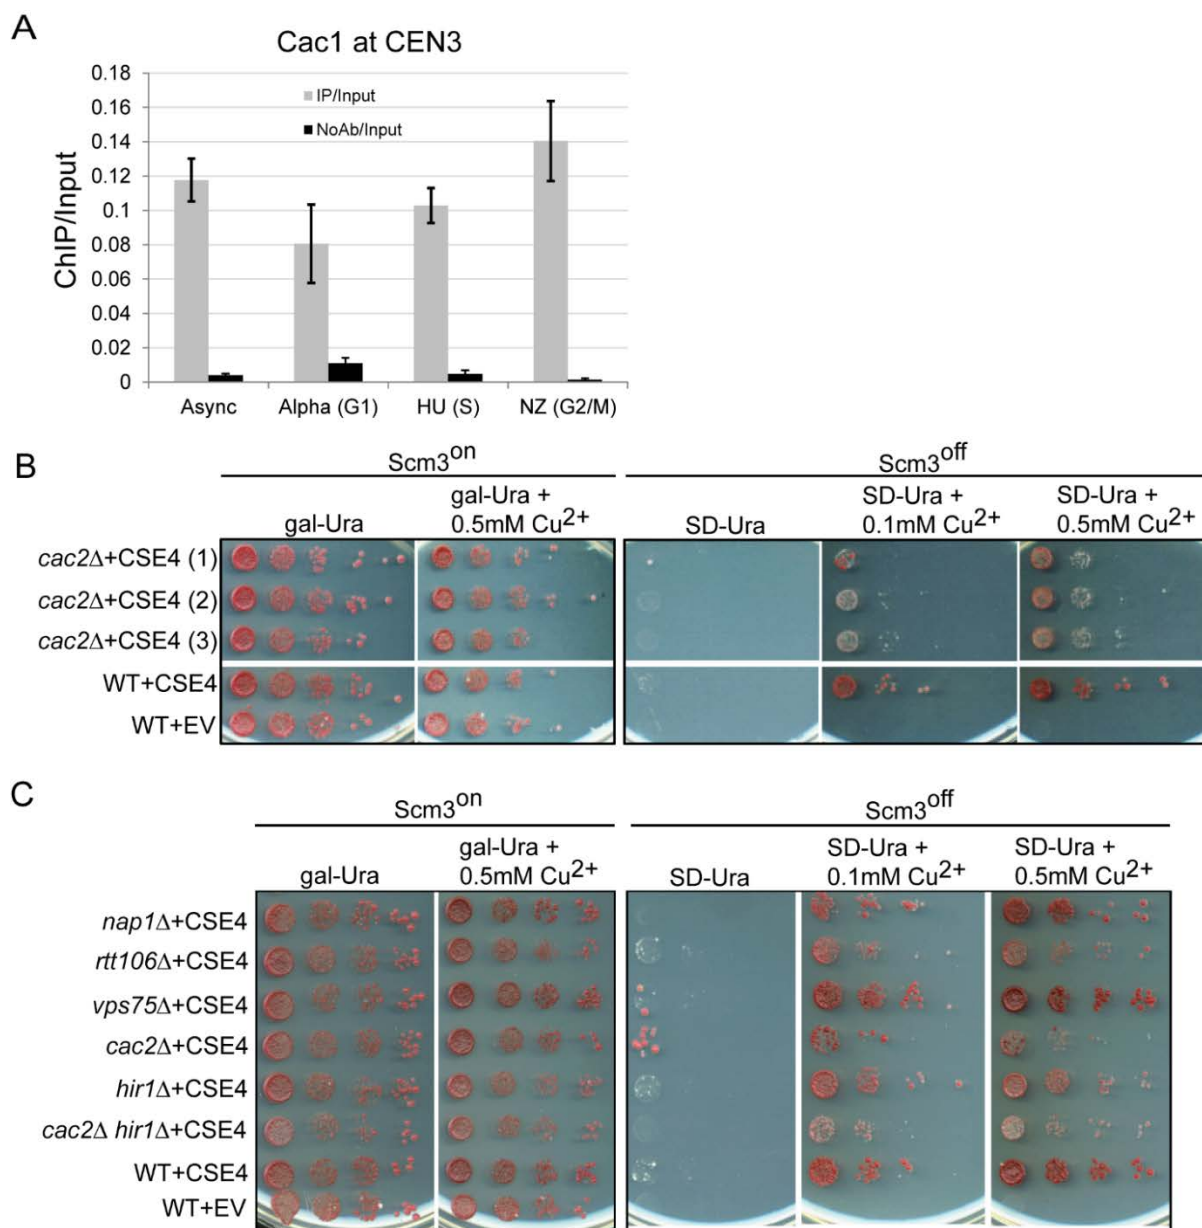 A
Cac1 at CEN3
ChIP/Input
0.18
0.16
0.14
0.12
0.1
0.08
0.06
0.04
0.02
0
IP/Input
NoAb/Input
Async
Alpha (G1)
HU (S)
NZ (G2/M)
B
Scm3on
Scm3off
gal-Ura
gal-Ura +
0.5mM Cu2+
SD-Ura
SD-Ura +
0.1mM Cu2+
SD-Ura +
0.5mM Cu2+
cac2Δ+CSE4 (1)
cac2Δ+CSE4 (2)
cac2Δ+CSE4 (3)
WT+CSE4
WT+EV
C
Scm3on
Scm3off
gal-Ura
gal-Ura +
0.5mM Cu2+
SD-Ura
SD-Ura +
0.1mM Cu2+
SD-Ura +
0.5mM Cu2+
nap1Δ+CSE4
rtt106Δ+CSE4
vps75Δ+CSE4
cac2Δ+CSE4
hir1Δ+CSE4
cac2Δ hir1Δ+CSE4
WT+CSE4
WT+EV